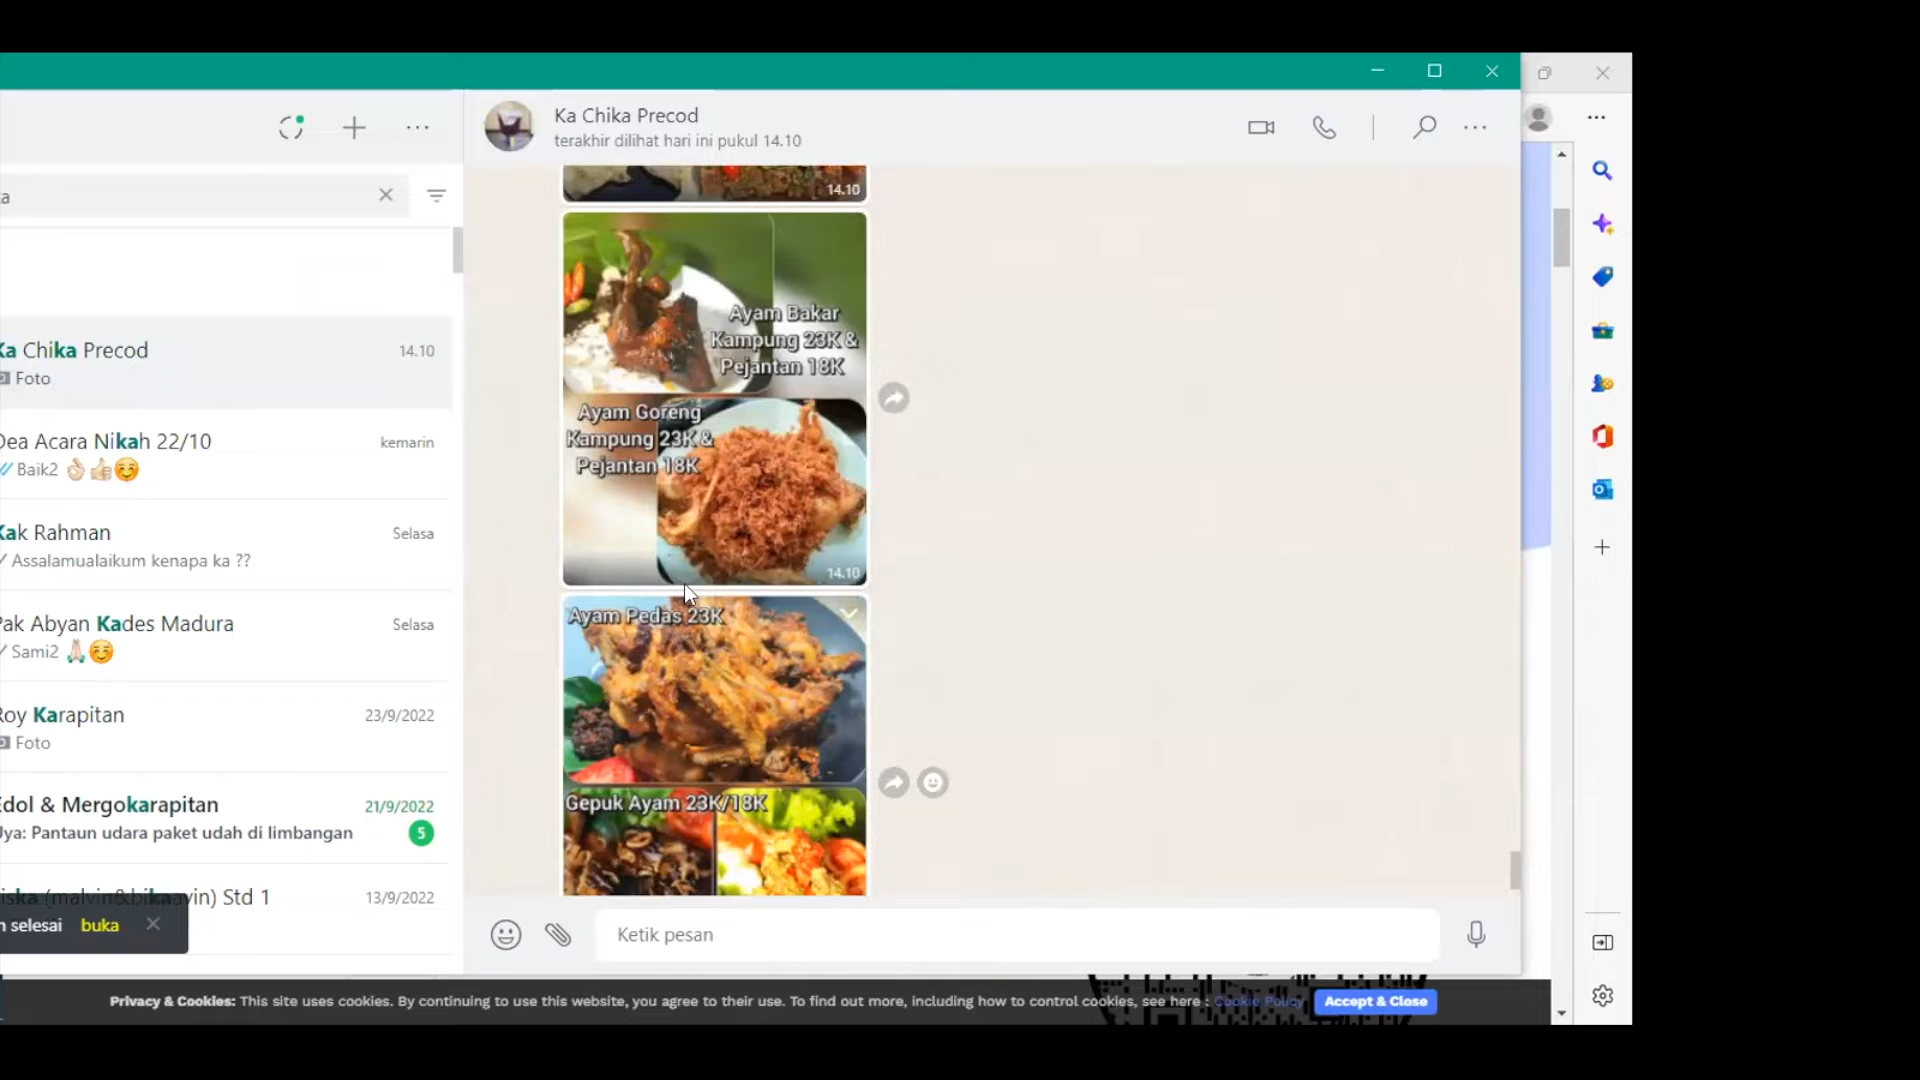 Ka Chika Precod
terakhir dilihat hari ini pukul 14.10
a
Ka Chika Precod
14.10
Foto
Dea Acara Nikah 22/10
kemarin
Baik2 👌🏻👍🏻☺️
Kak Rahman
Selasa
Assalamualaikum kenapa ka ??
Pak Abyan Kades Madura
Selasa
Sami2 🙏🏻☺️
Roy Karapitan
23/9/2022
Foto
Edol & Mergokarapitan
21/9/2022
Uya: Pantaun udara paket udah di limbangan
5
Std 1
13/9/2022
selesai
buka
14.10
Ayam Bakar
Kampung 23K &
Pejantan 18K
Ayam Goreng
Kampung 23K &
Pejantan 18K
14.10
Ayam Pedas 23K
Gepuk Ayam 23K/18K
Ketik pesan
Privacy & Cookies: This site uses cookies. By continuing to use this website, you agree to their use. To find out more, including how to control cookies, see here : Cookie Policy
Accept & Close